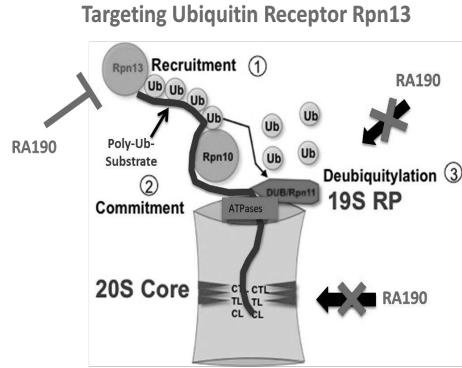 Targeting Ubiquitin Receptor Rpn13
Rpn13
Recruitment 1
Ub Ub Ub Ub
Ub Ub
Ub Ub
RA190
RA190
Poly-Ub-
Substrate
Rpn10
2
Commitment
Deubiquitylation 3
DUB/Rpn11
19S RP
ATPases
20S Core
CTL CTL
TL TL
CL CL
RA190